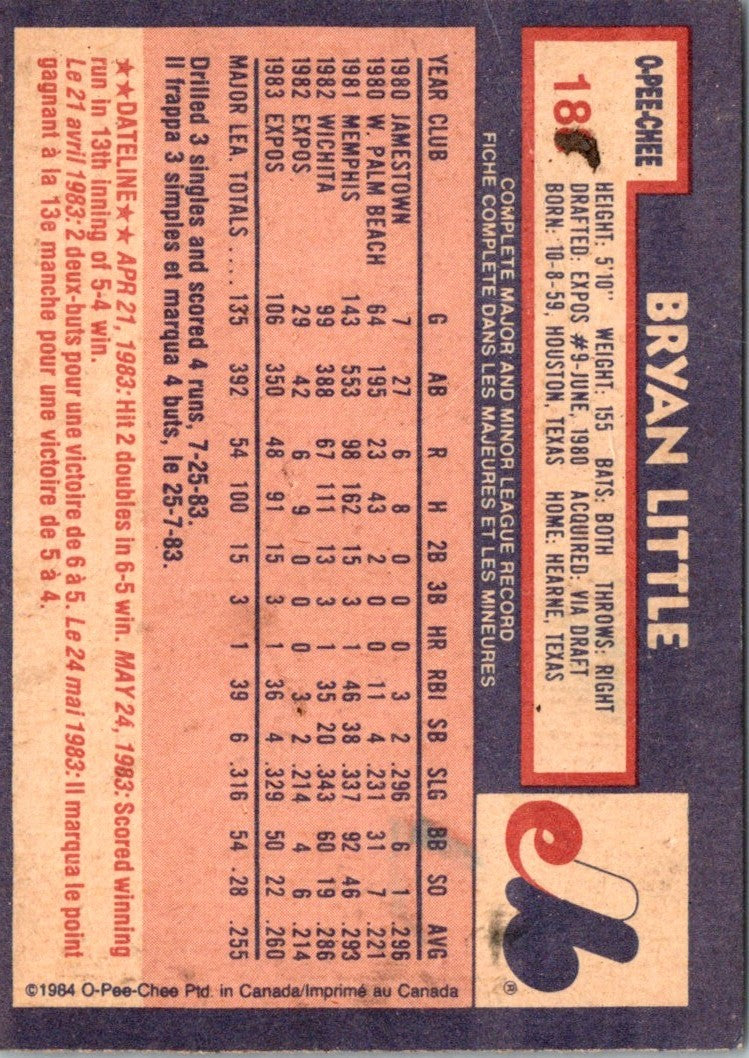 O-PEE-CHEE
18
BRYAN LITTLE
HEIGHT: 5'10" WEIGHT: 155 BATS: BOTH THROWS: RIGHT
DRAFTED: EXPOS #9-JUNE, 1980 ACQUIRED: VIA DRAFT
BORN: 10-8-59, HOUSTON, TEXAS HOME: HEARNE, TEXAS
COMPLETE MAJOR AND MINOR LEAGUE RECORD
FICHE COMPLETE DANS LES MAJEURES ET LES MINEURES
YEAR CLUB G AB R H 2B 3B HR RBI SB SLG BB SO AVG
1980 JAMESTOWN 7 27 6 8 0 0 0 3 2 .296 6 1 .296
1980 W. PALM BEACH 64 195 23 43 2 0 0 11 4 .231 31 7 .221
1981 MEMPHIS 143 553 98 162 15 3 1 46 38 .337 92 46 .293
1982 WICHITA 99 388 67 111 13 3 1 35 20 .343 60 19 .286
1982 EXPOS 29 42 6 9 0 0 0 3 2 .214 4 6 .214
1983 EXPOS 106 350 48 91 15 3 1 36 4 .329 50 22 .260
MAJOR LEA. TOTALS .... 135 392 54 100 15 3 1 39 6 .316 54 .28 .255
Drilled 3 singles and scored 4 runs, 7-25-83.
Il frappa 3 simples et marqua 4 buts, le 25-7-83.
★★DATELINE★★ APR 21, 1983: Hit 2 doubles in 6-5 win. MAY 24, 1983: Scored winning
run in 13th inning of 5-4 win.
Le 21 avril 1983: 2 deux-buts pour une victoire de 6 à 5. Le 24 mai 1983: Il marqua le point
gagnant à la 13e manche pour une victoire de 5 à 4.
®
©1984 O-Pee-Chee Ptd. in Canada/Imprimé au Canada